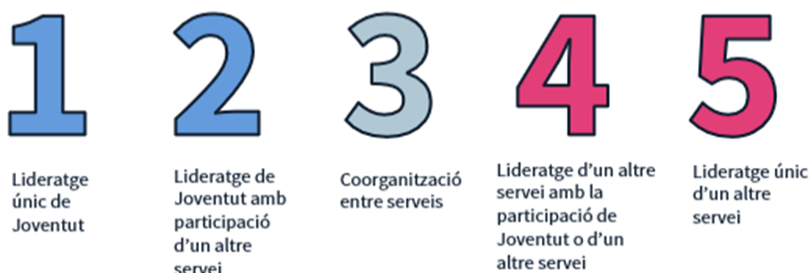 1
Lideratge
únic de
Joventut
2
Lideratge de
Joventut amb
participació
d'un altre
servei
3
Coorganització
entre serveis
4
Lideratge d'un altre
servei amb la
participació de
Joventut o d'un
altre servei
5
Lideratge únic
d'un altre
servei